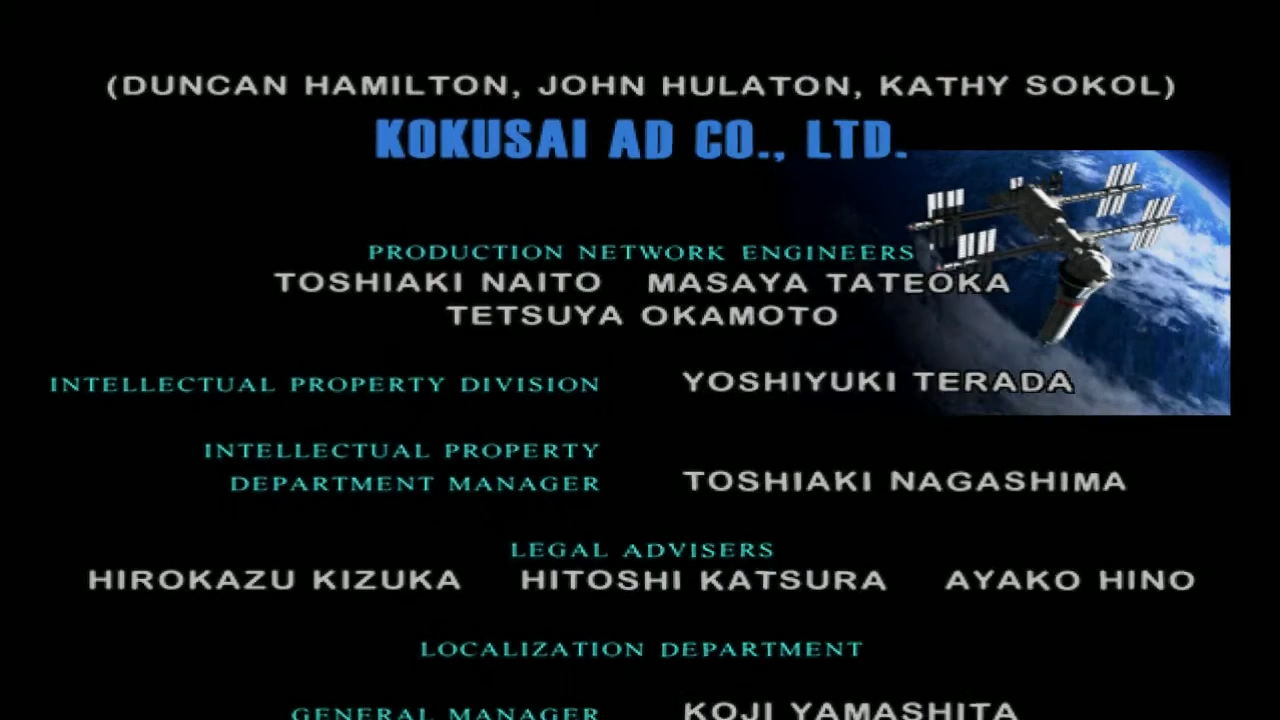 (DUNCAN HAMILTON, JOHN HULATON, KATHY SOKOL)
KOKUSAI AD CO., LTD.
PRODUCTION NETWORK ENGINEERS
TOSHIAKI NAITO MASAYA TATEOKA
TETSUYA OKAMOTO
INTELLECTUAL PROPERTY DIVISION YOSHIYUKI TERADA
INTELLECTUAL PROPERTY
DEPARTMENT MANAGER TOSHIAKI NAGASHIMA
LEGAL ADVISERS
HIROKAZU KIZUKA HITOSHI KATSURA AYAKO HINO
LOCALIZATION DEPARTMENT
GENERAL MANAGER KOJI YAMASHITA